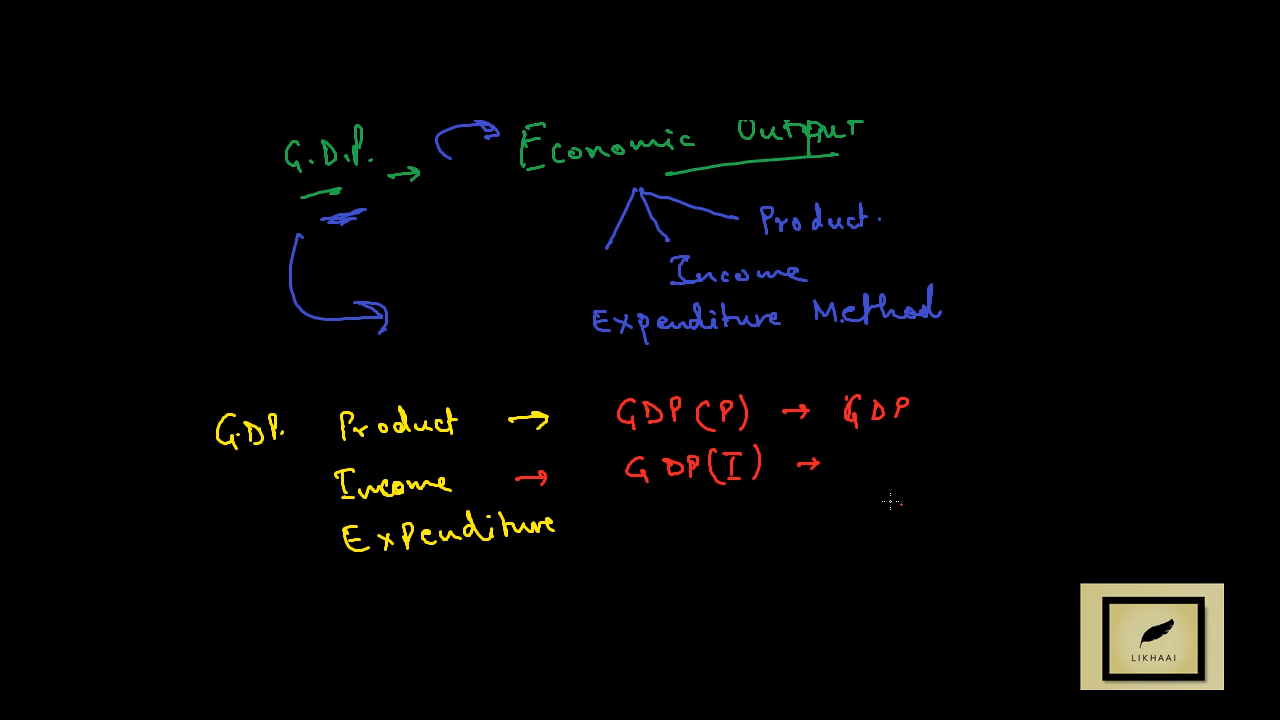 G.D.P. → Economic Output
Product.
Income
Expenditure Method
G.D.P. Product → GDP(P) → GDP
Income → GDP(I) →
Expenditure
LIKHAAI